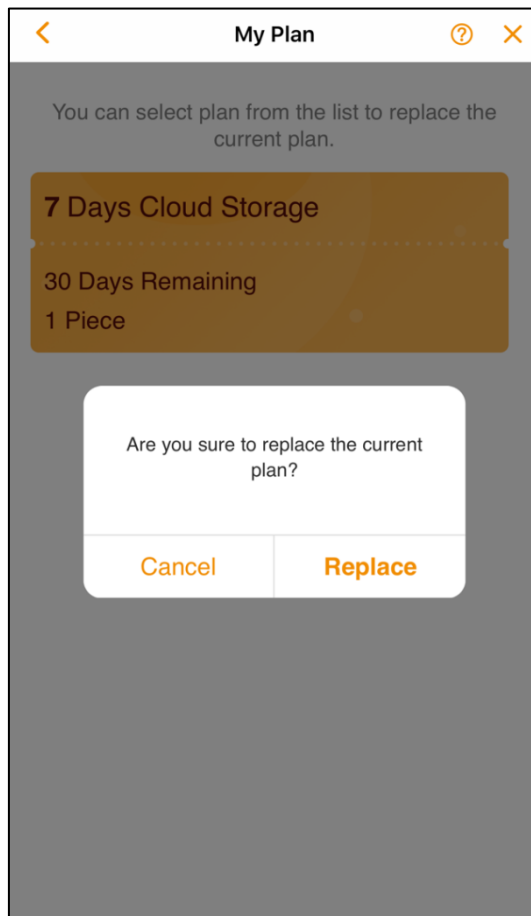 My Plan
You can select plan from the list to replace the
current plan.
7 Days Cloud Storage
30 Days Remaining
1 Piece
Are you sure to replace the current
plan?
Cancel
Replace